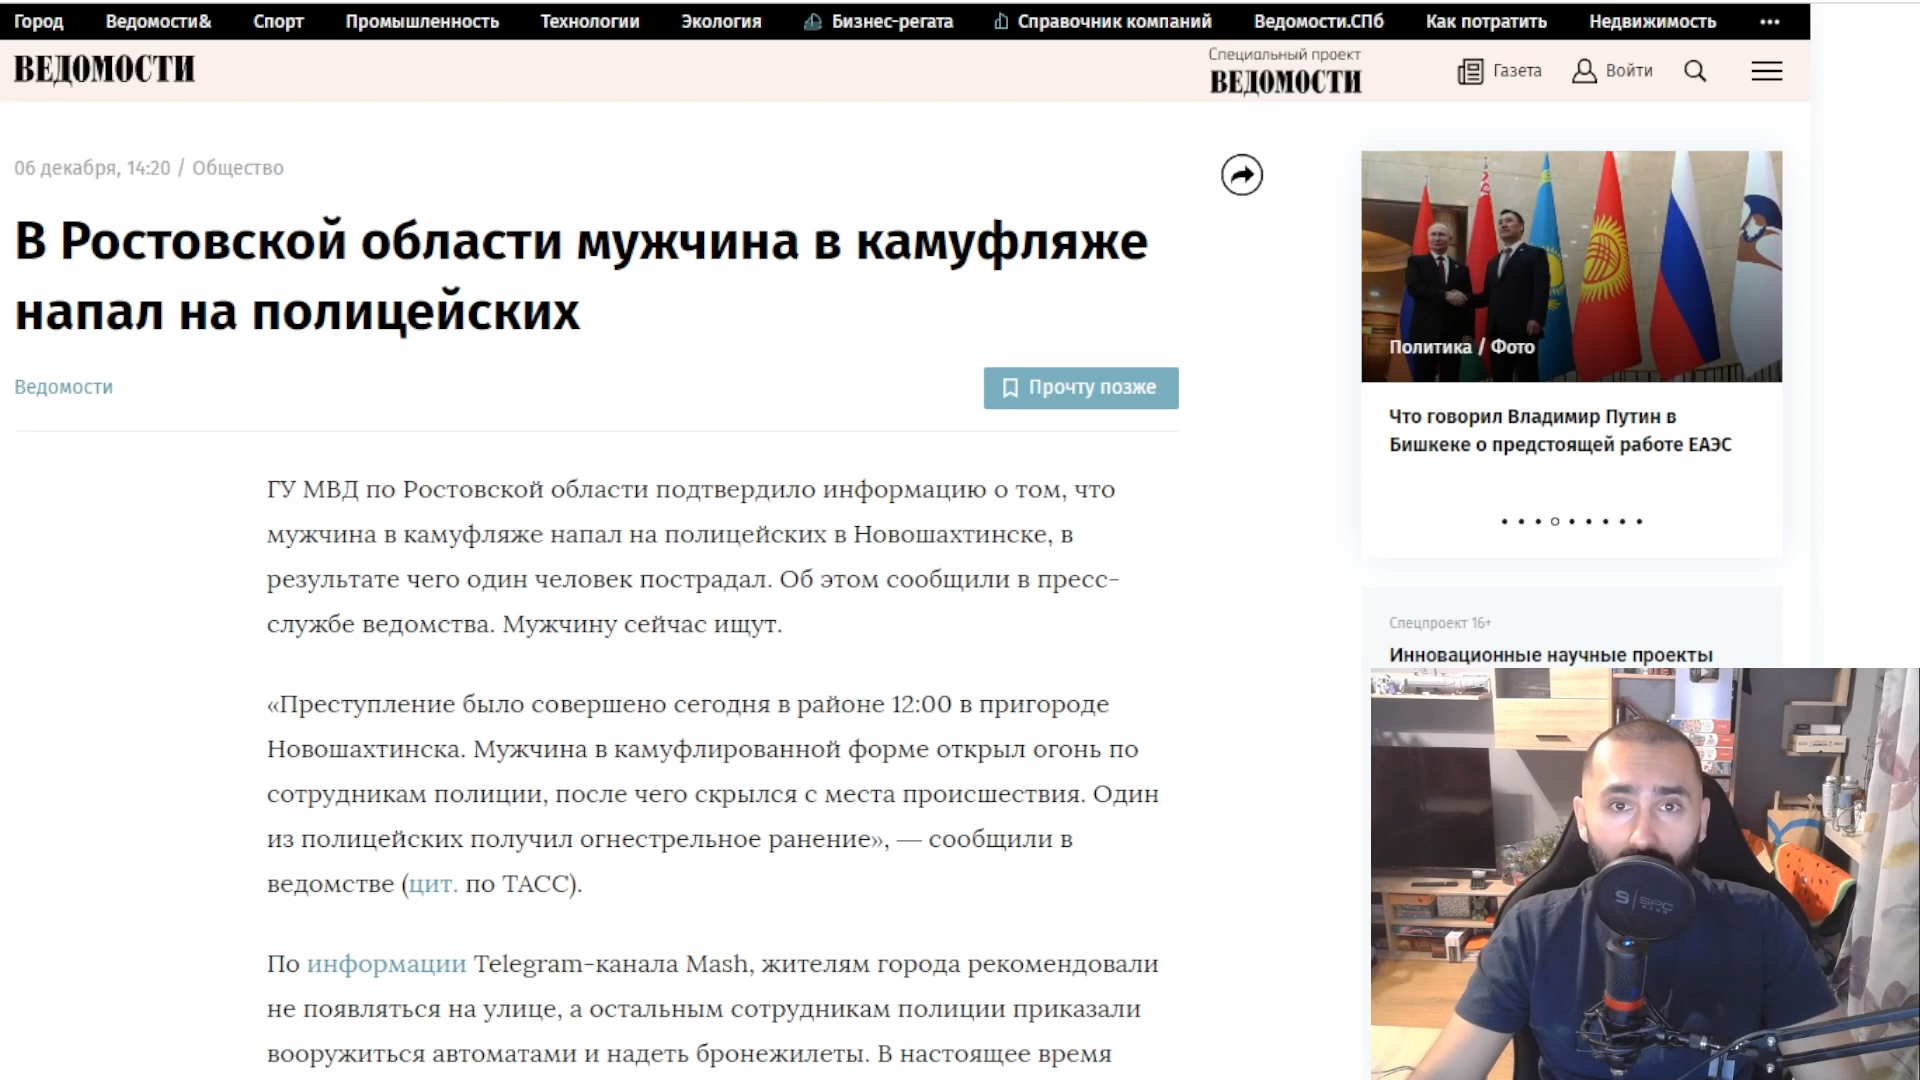 Город Ведомости& Спорт Промышленность Технологии Экология Бизнес-регата Справочник компаний Ведомости.СПб Как потратить Недвижимость •••
ВЕДОМОСТИ
Специальный проект
ВЕДОМОСТИ
Газета Войти
06 декабря, 14:20 / Общество
В Ростовской области мужчина в камуфляже
напал на полицейских
Ведомости
Прочту позже
ГУ МВД по Ростовской области подтвердило информацию о том, что
мужчина в камуфляже напал на полицейских в Новошахтинске, в
результате чего один человек пострадал. Об этом сообщили в пресс-
службе ведомства. Мужчину сейчас ищут.
«Преступление было совершено сегодня в районе 12:00 в пригороде
Новошахтинска. Мужчина в камуфлированной форме открыл огонь по
сотрудникам полиции, после чего скрылся с места происшествия. Один
из полицейских получил огнестрельное ранение», — сообщили в
ведомстве (цит. по ТАСС).
По информации Telegram-канала Mash, жителям города рекомендовали
не появляться на улице, а остальным сотрудникам полиции приказали
вооружиться автоматами и надеть бронежилеты. В настоящее время
Политика / Фото
Что говорил Владимир Путин в
Бишкеке о предстоящей работе ЕАЭС
Спецпроект 16+
Инновационные научные проекты